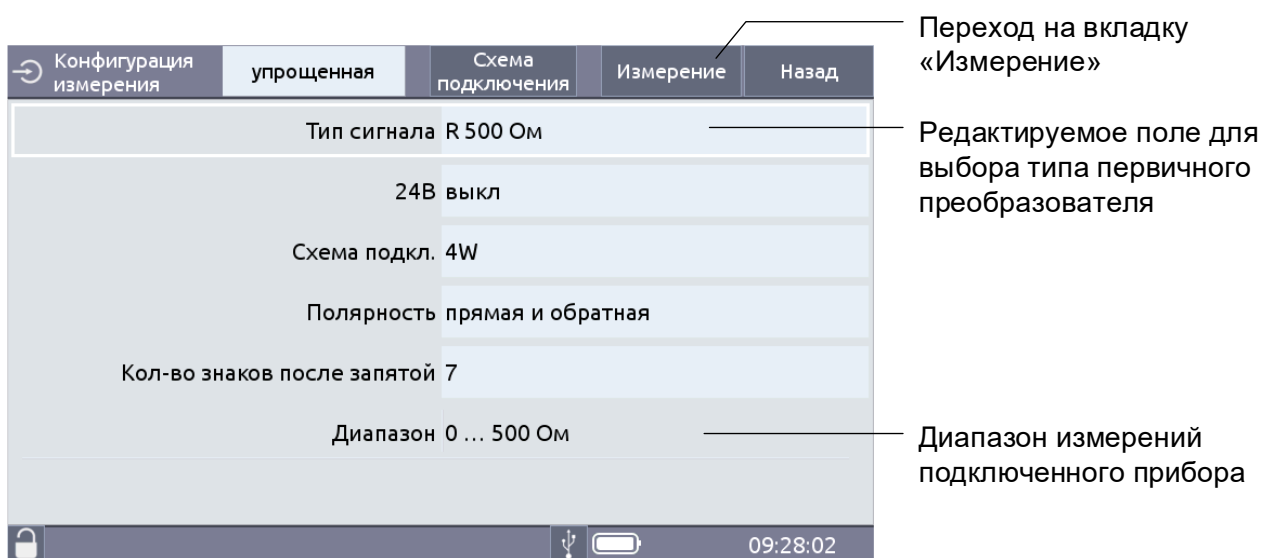 Переход на вкладку
«Измерение»
Конфигурация
измерения
упрощенная
Схема
подключения
Измерение
Назад
Тип сигнала R 500 Ом
Редактируемое поле для
выбора типа первичного
преобразователя
24В выкл
Схема подкл. 4W
Полярность прямая и обратная
Кол-во знаков после запятой 7
Диапазон 0 … 500 Ом
Диапазон измерений
подключенного прибора
09:28:02